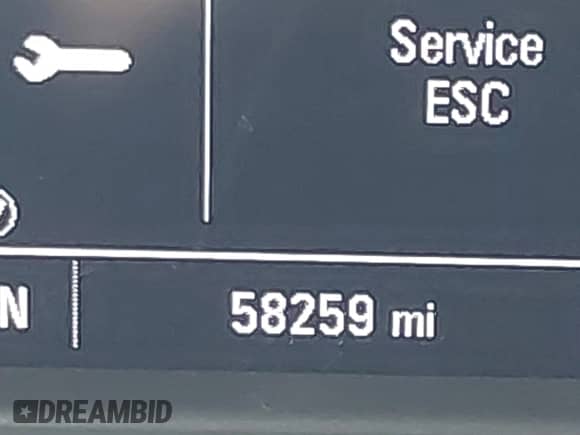 Service
ESC
N
58259 mi
DREAMBID